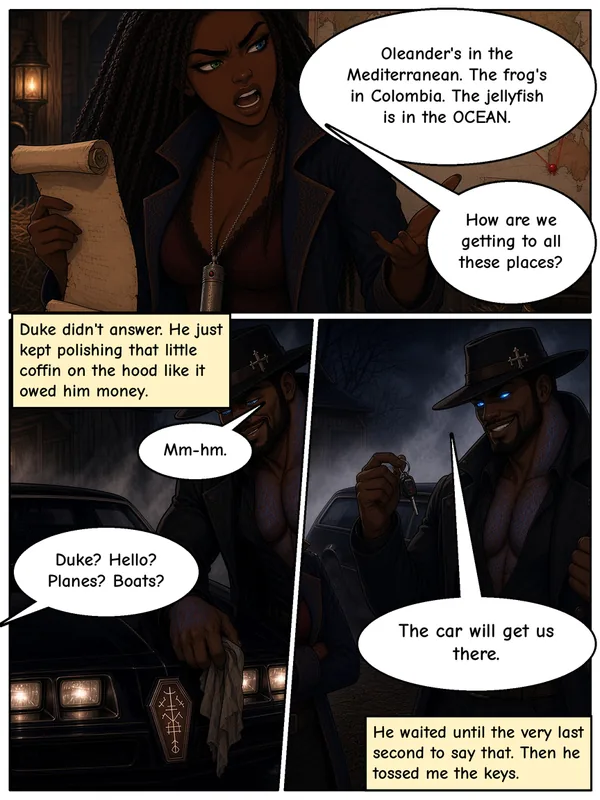 Oleander's in the
Mediterranean. The frog's
in Colombia. The jellyfish
is in the OCEAN.
How are we
getting to all
these places?
Duke didn't answer. He just
kept polishing that little
coffin on the hood like it
owed him money.
Mm-hm.
Duke? Hello?
Planes? Boats?
The car will get us
there.
He waited until the very last
second to say that. Then he
tossed me the keys.